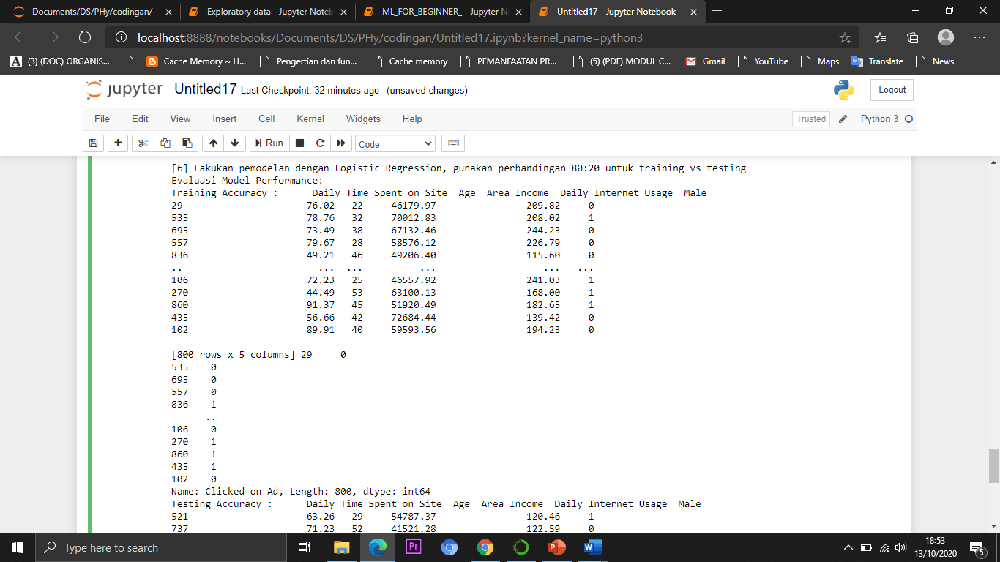 Documents/DS/PHy/codingan/
Exploratory data - Jupyter Noteb
ML_FOR_BEGINNER_ - Jupyter N
Untitled17 - Jupyter Notebook
localhost:8888/notebooks/Documents/DS/PHy/codingan/Untitled17.ipynb?kernel_name=python3
A (3) (DOC) ORGANIS... Cache Memory ~ H... Pengertian dan fun... Cache memory PEMANFAATAN PR... (5) (PDF) MODUL C... Gmail YouTube Maps Translate News
jupyter Untitled17 Last Checkpoint: 32 minutes ago (unsaved changes) Logout
File Edit View Insert Cell Kernel Widgets Help Trusted Python 3
Run Code
[6] Lakukan pemodelan dengan Logistic Regression, gunakan perbandingan 80:20 untuk training vs testing
Evaluasi Model Performance:
Training Accuracy :      Daily Time Spent on Site  Age  Area Income  Daily Internet Usage  Male
29 76.02 22 46179.97 209.82 0
535 78.76 32 70012.83 208.02 1
695 73.49 38 67132.46 244.23 0
557 79.67 28 58576.12 226.79 0
836 49.21 46 49206.40 115.60 0
.. ... ... ... ... ...
106 72.23 25 46557.92 241.03 1
270 44.49 53 63100.13 168.00 1
860 91.37 45 51920.49 182.65 1
435 56.66 42 72684.44 139.42 0
102 89.91 40 59593.56 194.23 0
[800 rows x 5 columns] 29     0
535 0
695 0
557 0
836 1
..
106 0
270 1
860 1
435 1
102 0
Name: Clicked on Ad, Length: 800, dtype: int64
Testing Accuracy :      Daily Time Spent on Site  Age  Area Income  Daily Internet Usage  Male
521 63.26 29 54787.37 120.46 1
737 71.23 52 41521.28 122.59 0
Type here to search
Pr
18:53
13/10/2020
5